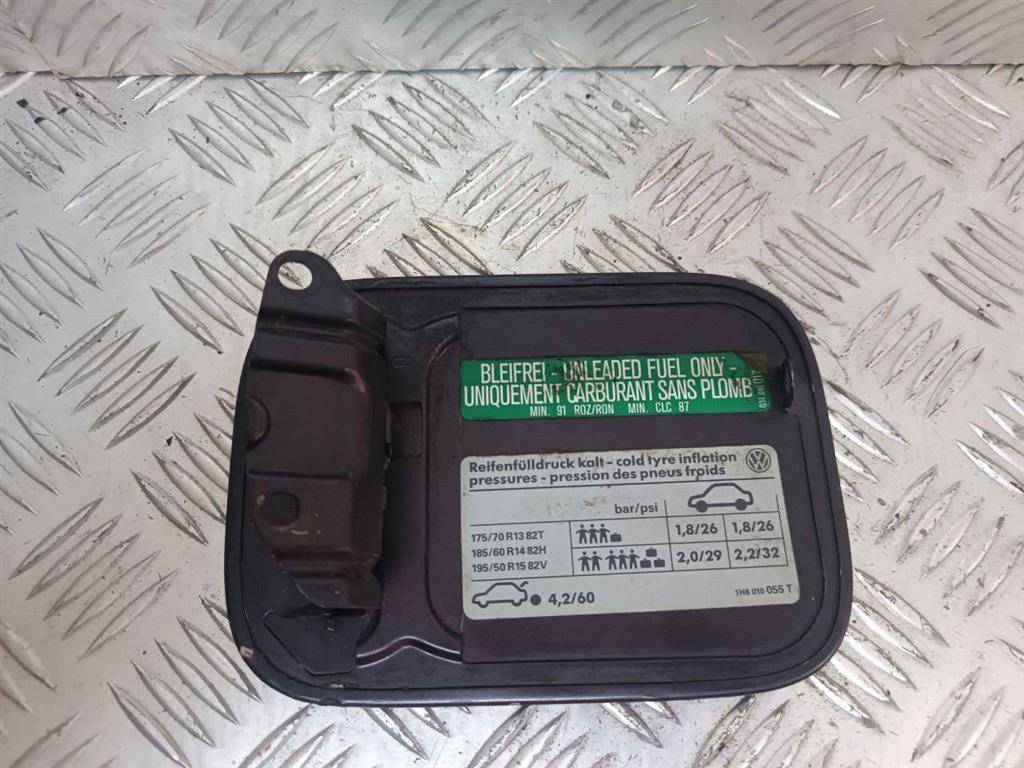 BLEIFREI - UNLEADED FUEL ONLY -
UNIQUEMENT CARBURANT SANS PLOMB
MIN. 91 ROZ/RON MIN. CLC 87
Reifenfülldruck kalt - cold tyre inflation
pressures - pression des pneus froids
bar/psi
175/70 R13 82T 1,8/26 1,8/26
185/60 R14 82H
195/50 R15 82V 2,0/29 2,2/32
4,2/60
1H6 010 055 T